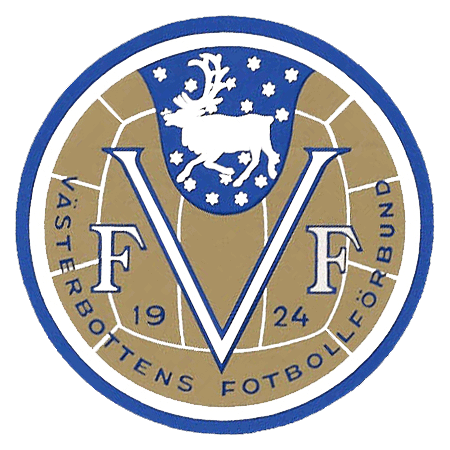 F V F
19 24
VÄSTERBOTTENS FOTBOLLFÖRBUND